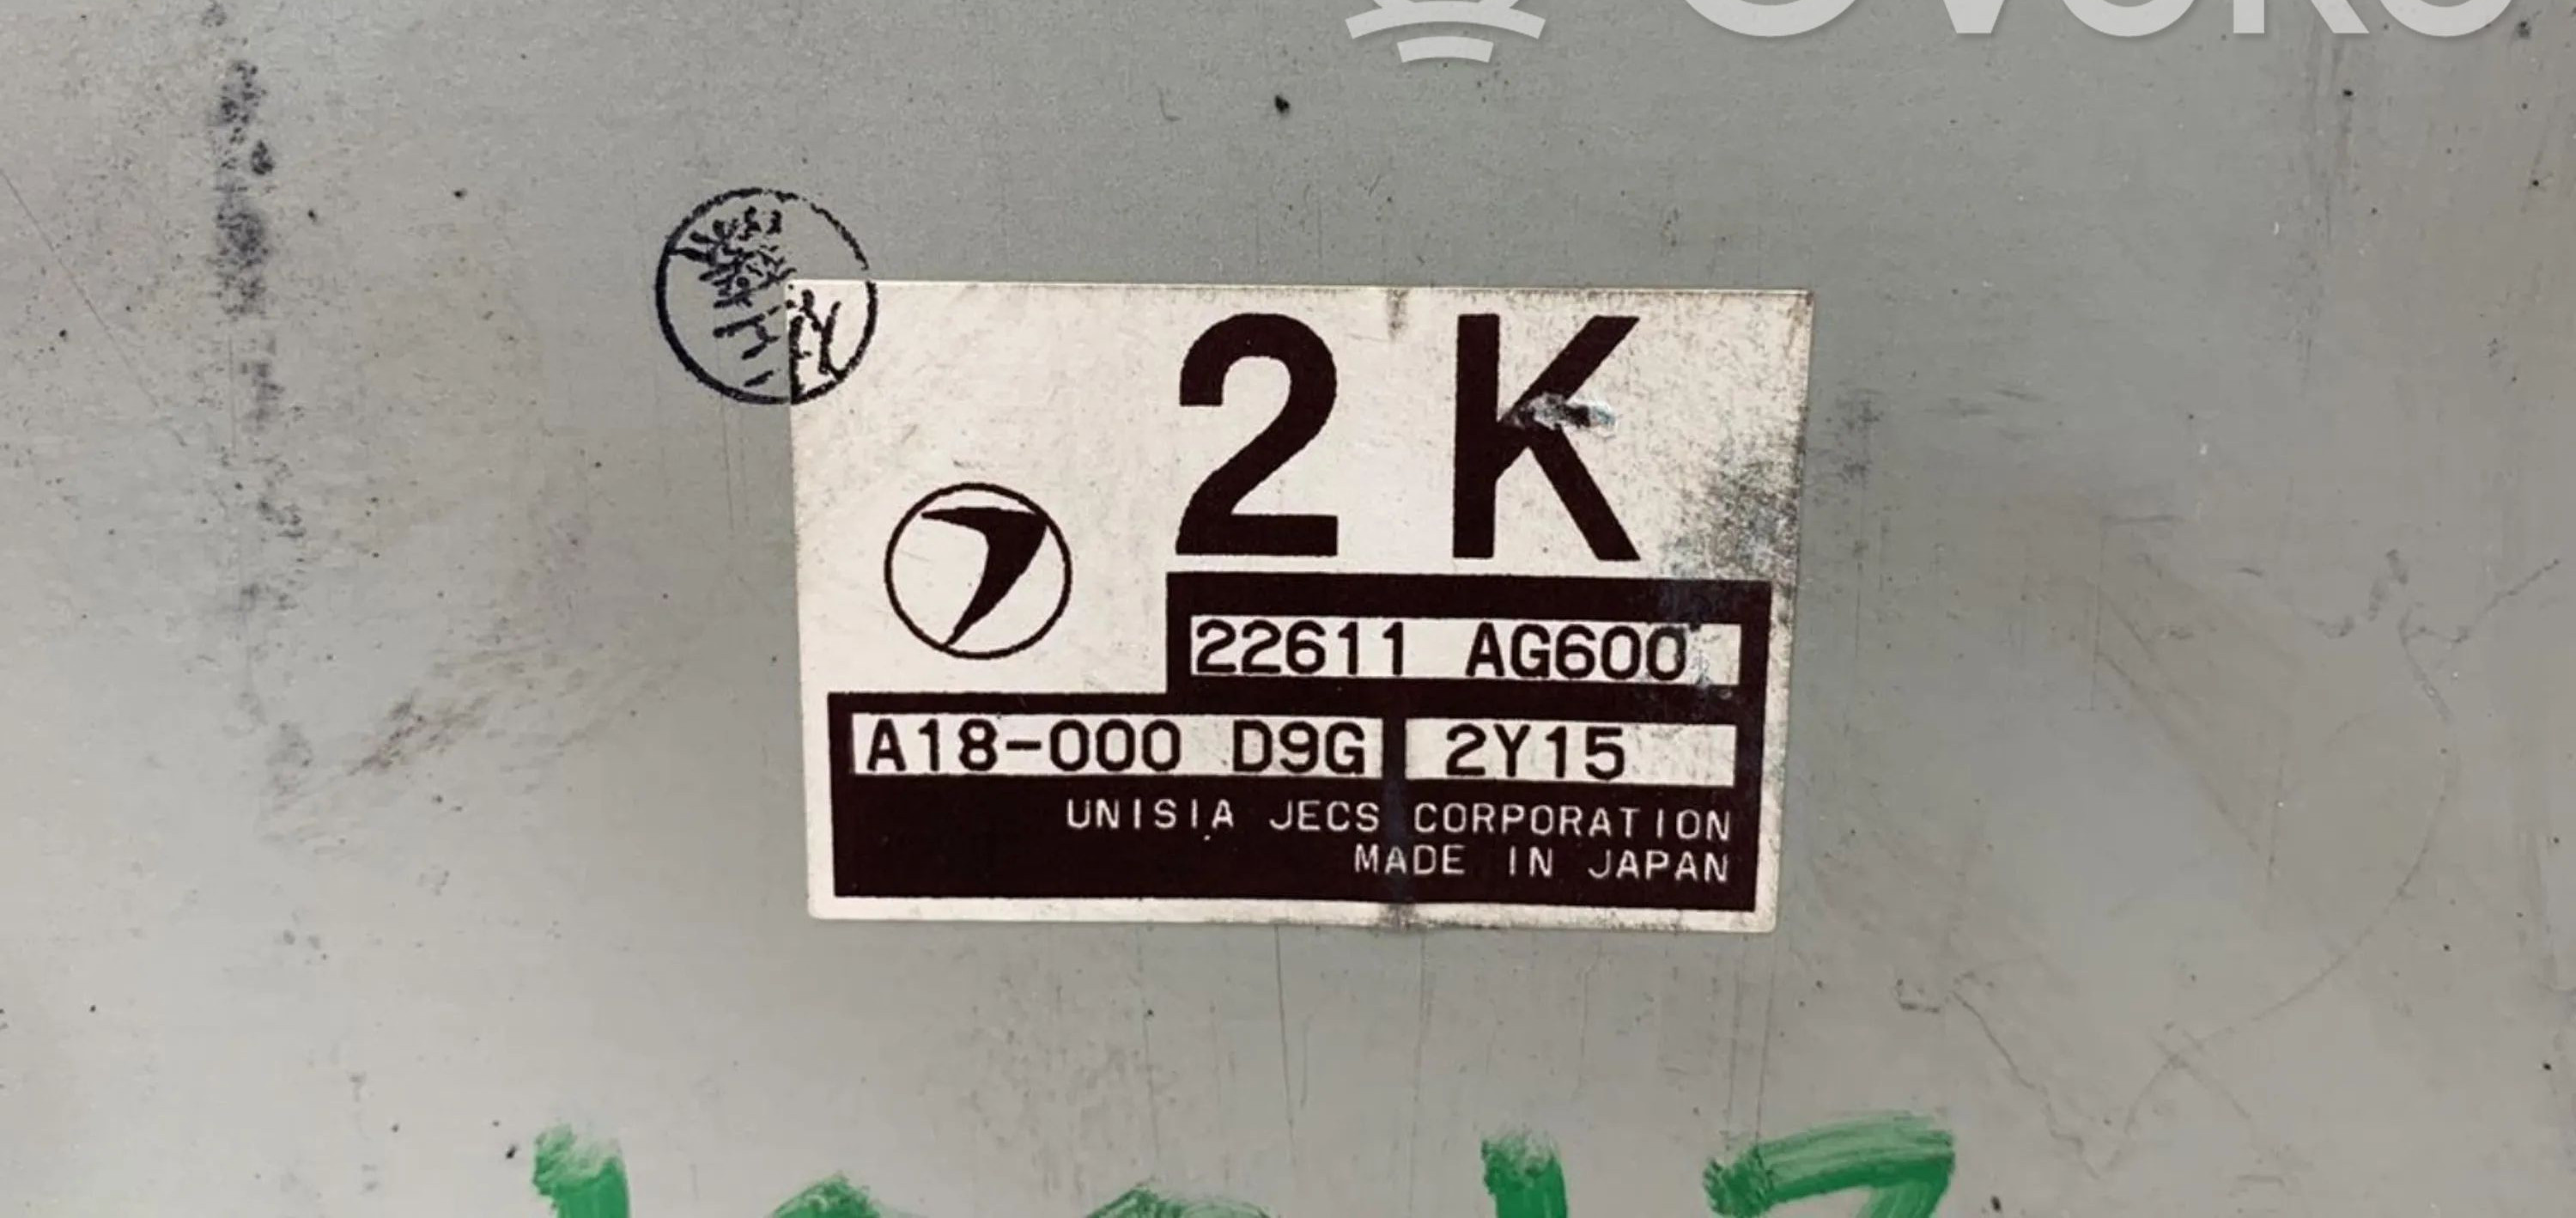 2K
22611 AG600
A18-000 D9G 2Y15
UNISIA JECS CORPORATION
MADE IN JAPAN